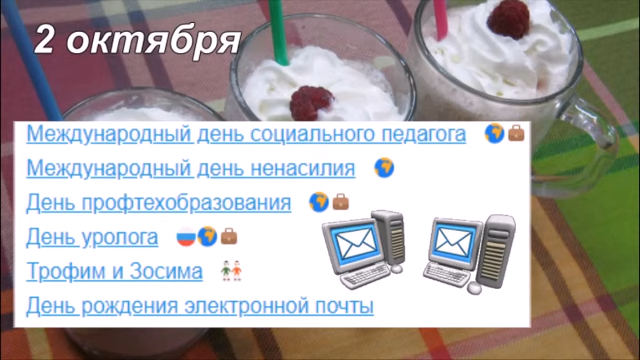 2 октября
Международный день социального педагога
Международный день ненасилия
День профтехобразования
День уролога
Трофим и Зосима
День рождения электронной почты